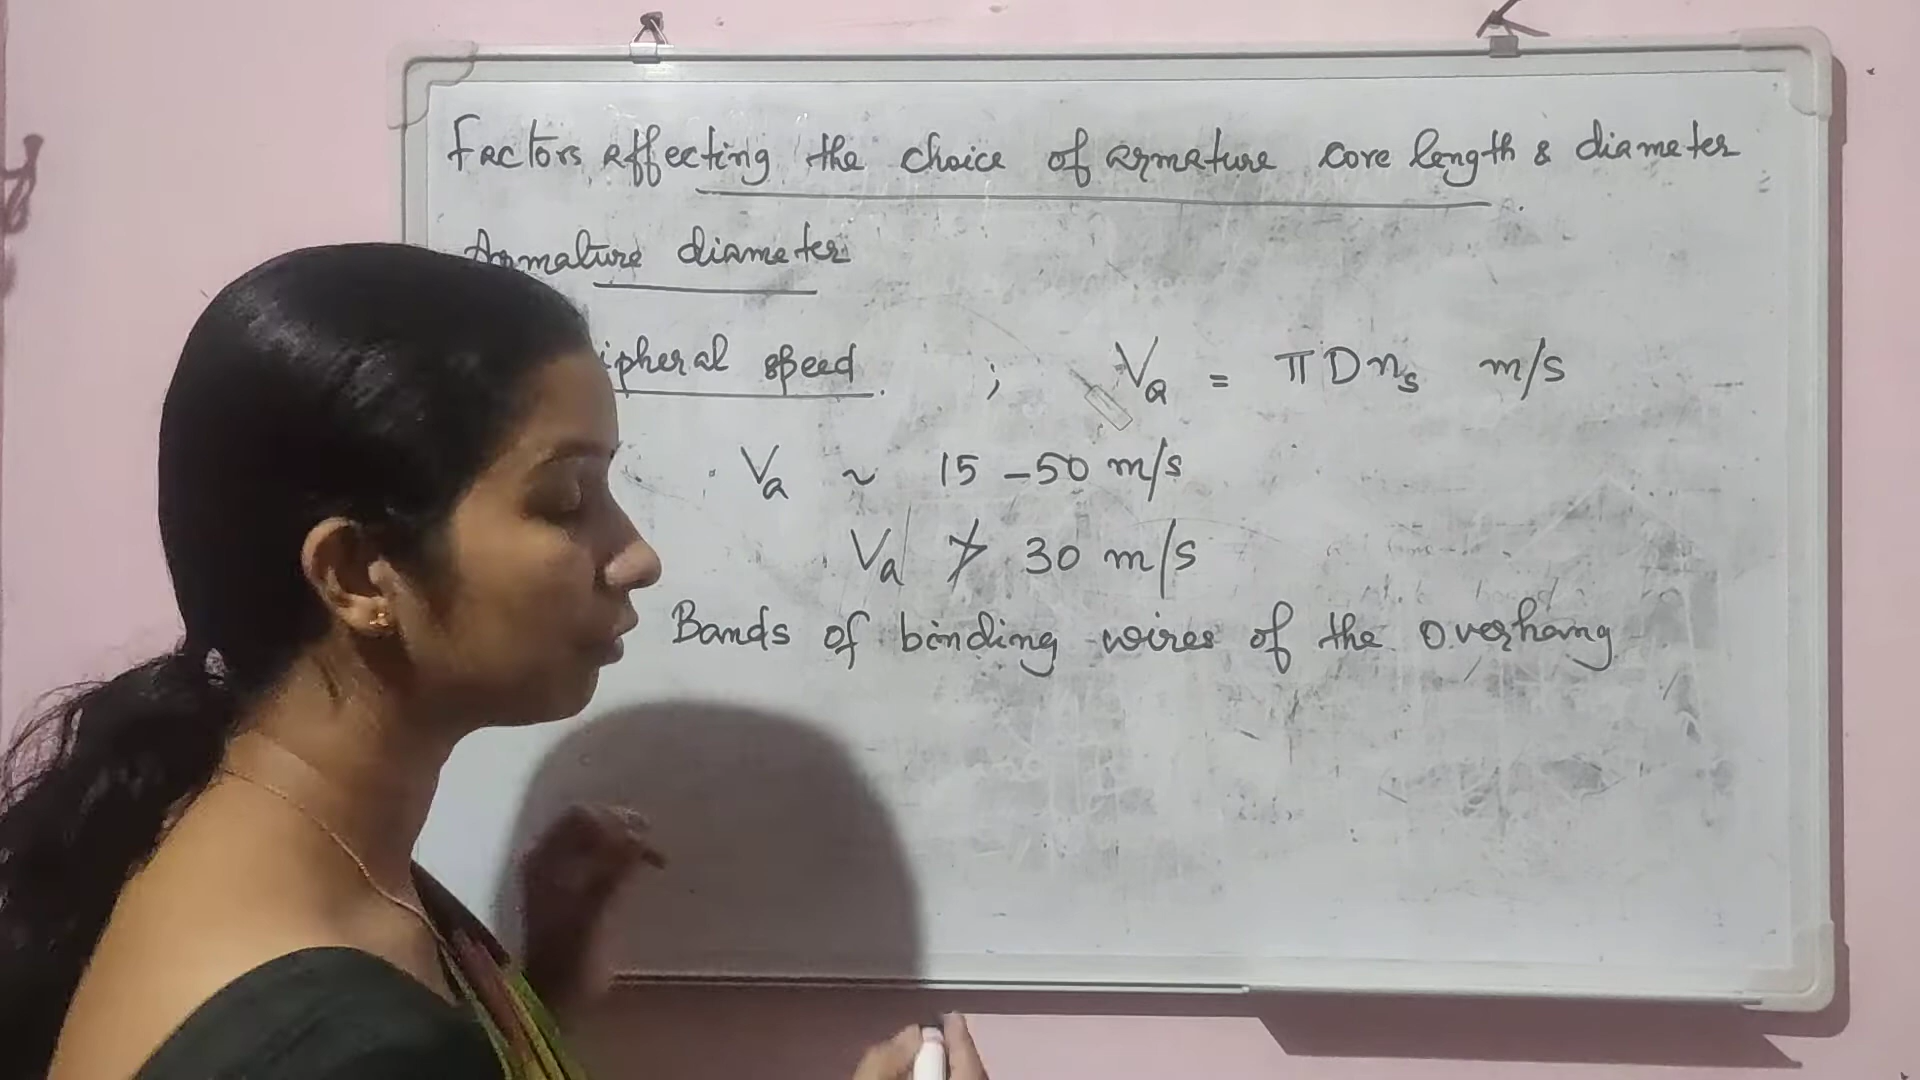 Factors affecting the choice of armature core length & diameter
Armature diameter
ipheral speed. ; Va = πDns m/s
Va ~ 15-50 m/s
Va ≯ 30 m/s
Bands of binding wires of the overhang